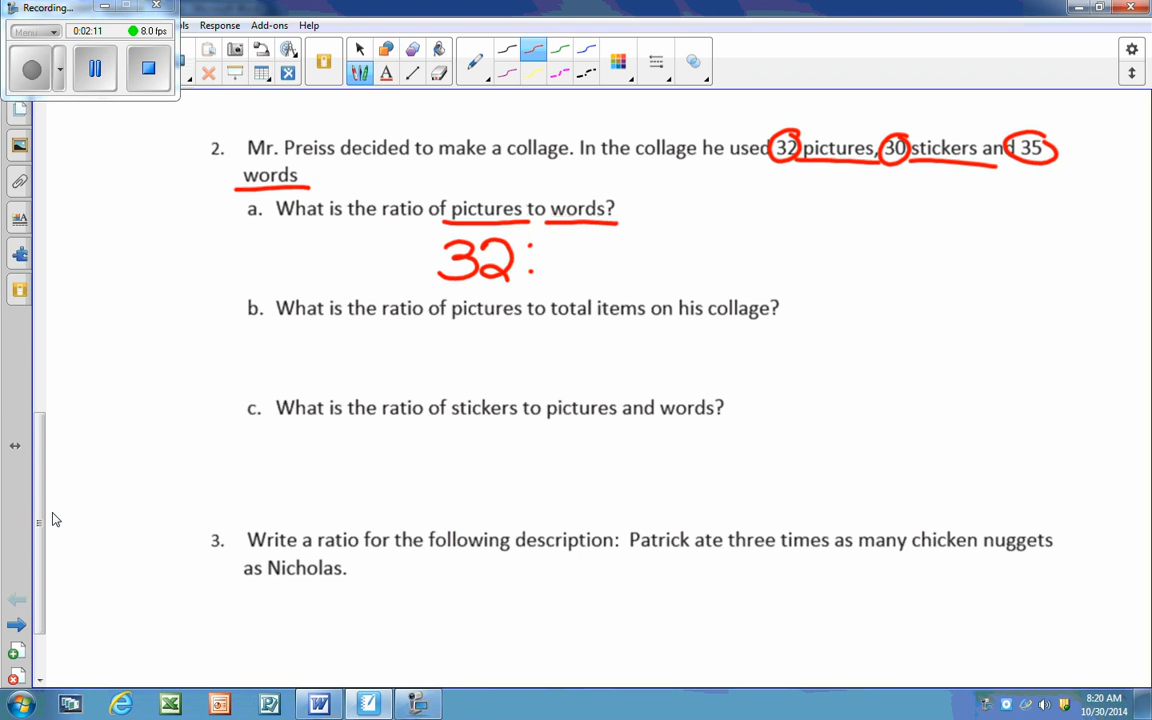 Recording...
Menu
0:02:11
8.0 fps
ols Response Add-ons Help
2. Mr. Preiss decided to make a collage. In the collage he used 32 pictures, 30 stickers and 35
words
a. What is the ratio of pictures to words?
32:
b. What is the ratio of pictures to total items on his collage?
c. What is the ratio of stickers to pictures and words?
3. Write a ratio for the following description: Patrick ate three times as many chicken nuggets
as Nicholas.
8:20 AM
10/30/2014